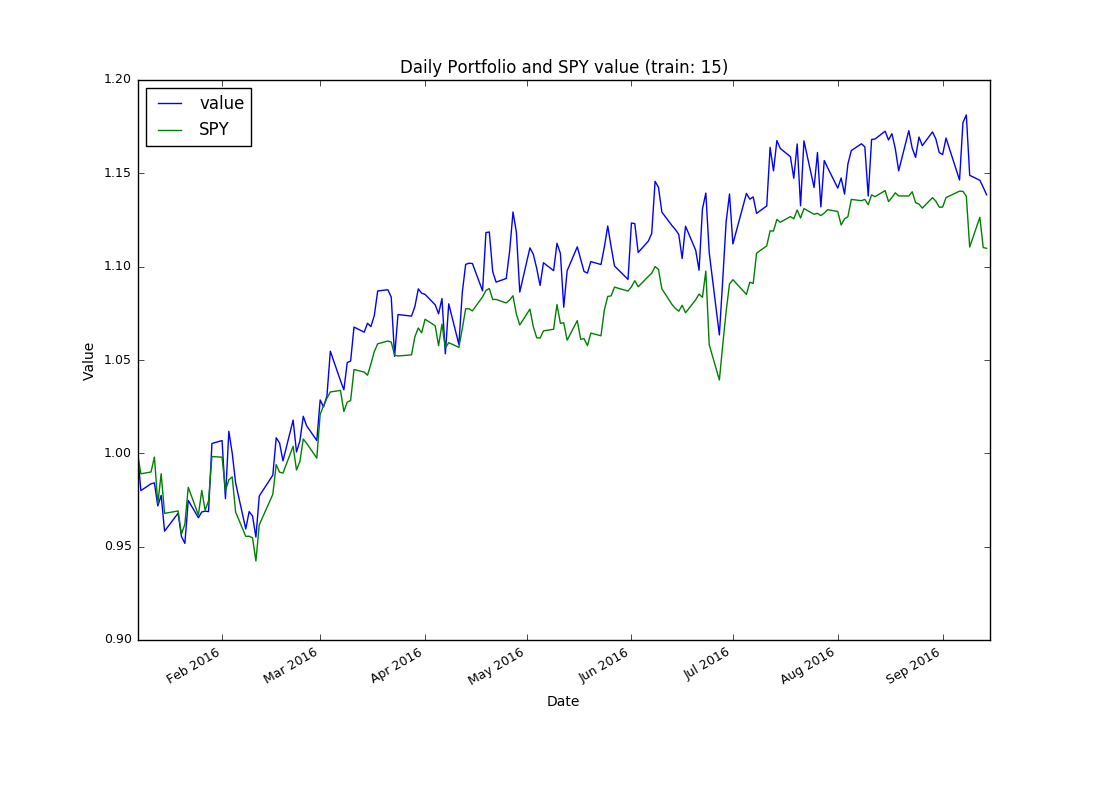 Daily Portfolio and SPY value (train: 15)
value
SPY
1.20
1.15
1.10
1.05
1.00
0.95
0.90
Value
Feb 2016
Mar 2016
Apr 2016
May 2016
Jun 2016
Jul 2016
Aug 2016
Sep 2016
Date